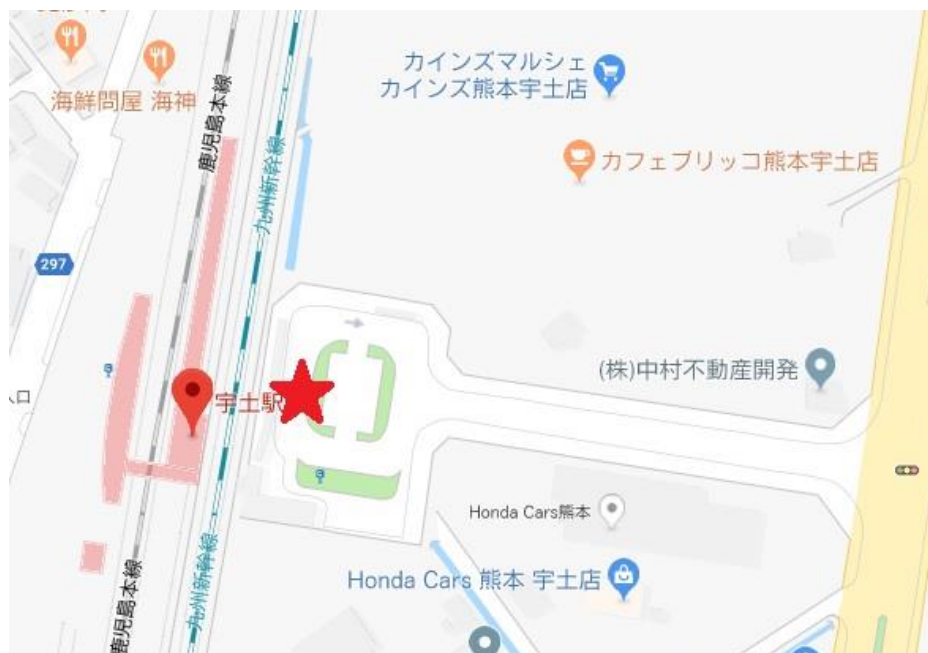 海鮮問屋 海神
鹿児島本線
九州新幹線
カインズマルシェ
カインズ熊本宇土店
カフェブリッコ熊本宇土店
297
(株)中村不動産開発
宇土駅
Honda Cars熊本
Honda Cars 熊本 宇土店
鹿児島本線
九州新幹線